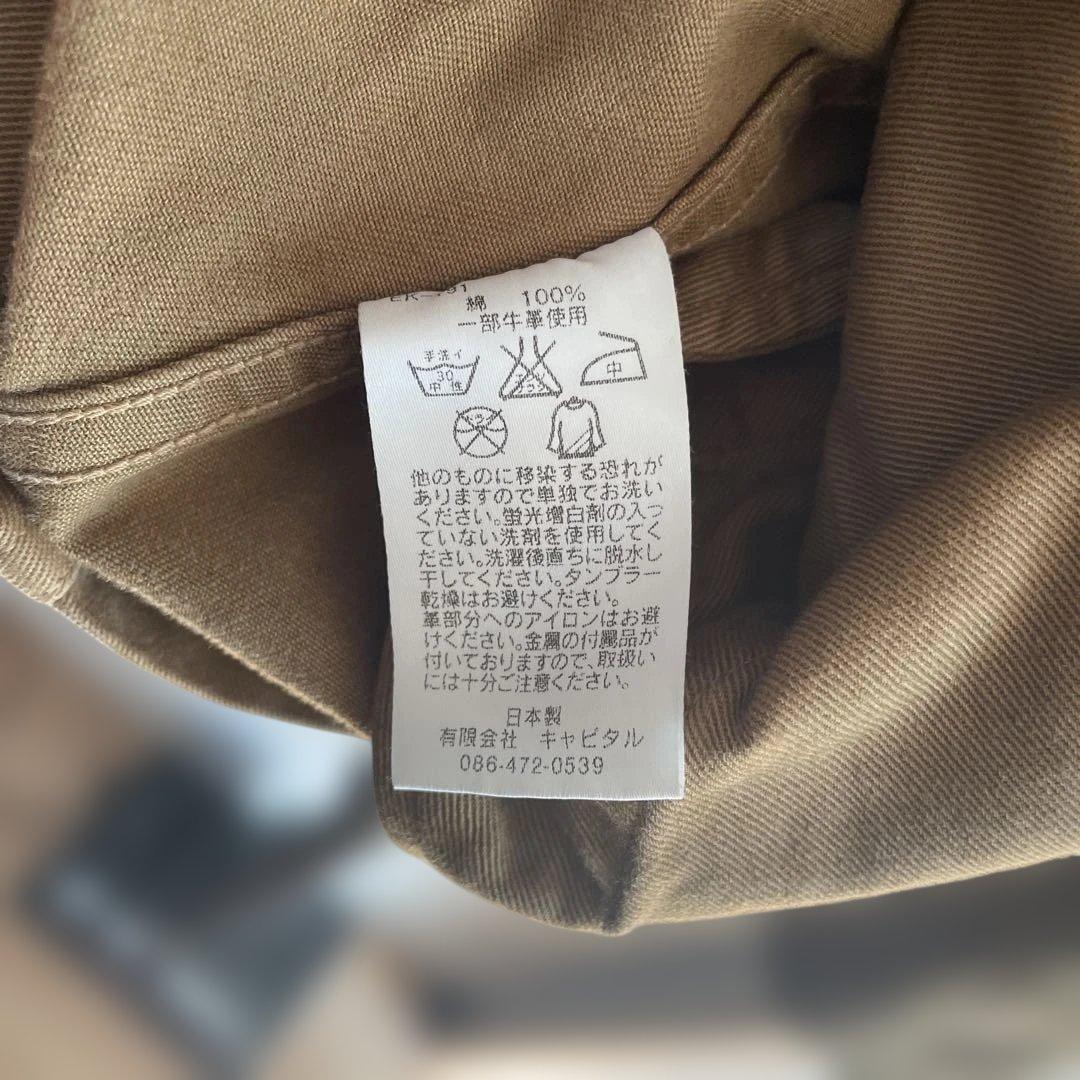 綿 100%
一部牛革使用
手洗イ
30
中性
中
他のものに移染する恐れが
ありますので単独でお洗い
ください。蛍光増白剤の入っ
ていない洗剤を使用してく
ださい。洗濯後直ちに脱水し
干してください。タンブラー
乾燥はお避けください。
革部分へのアイロンはお避
けください。金属の付属品が
付いておりますので、取扱い
には十分ご注意ください。
日本製
有限会社 キャピタル
086-472-0539